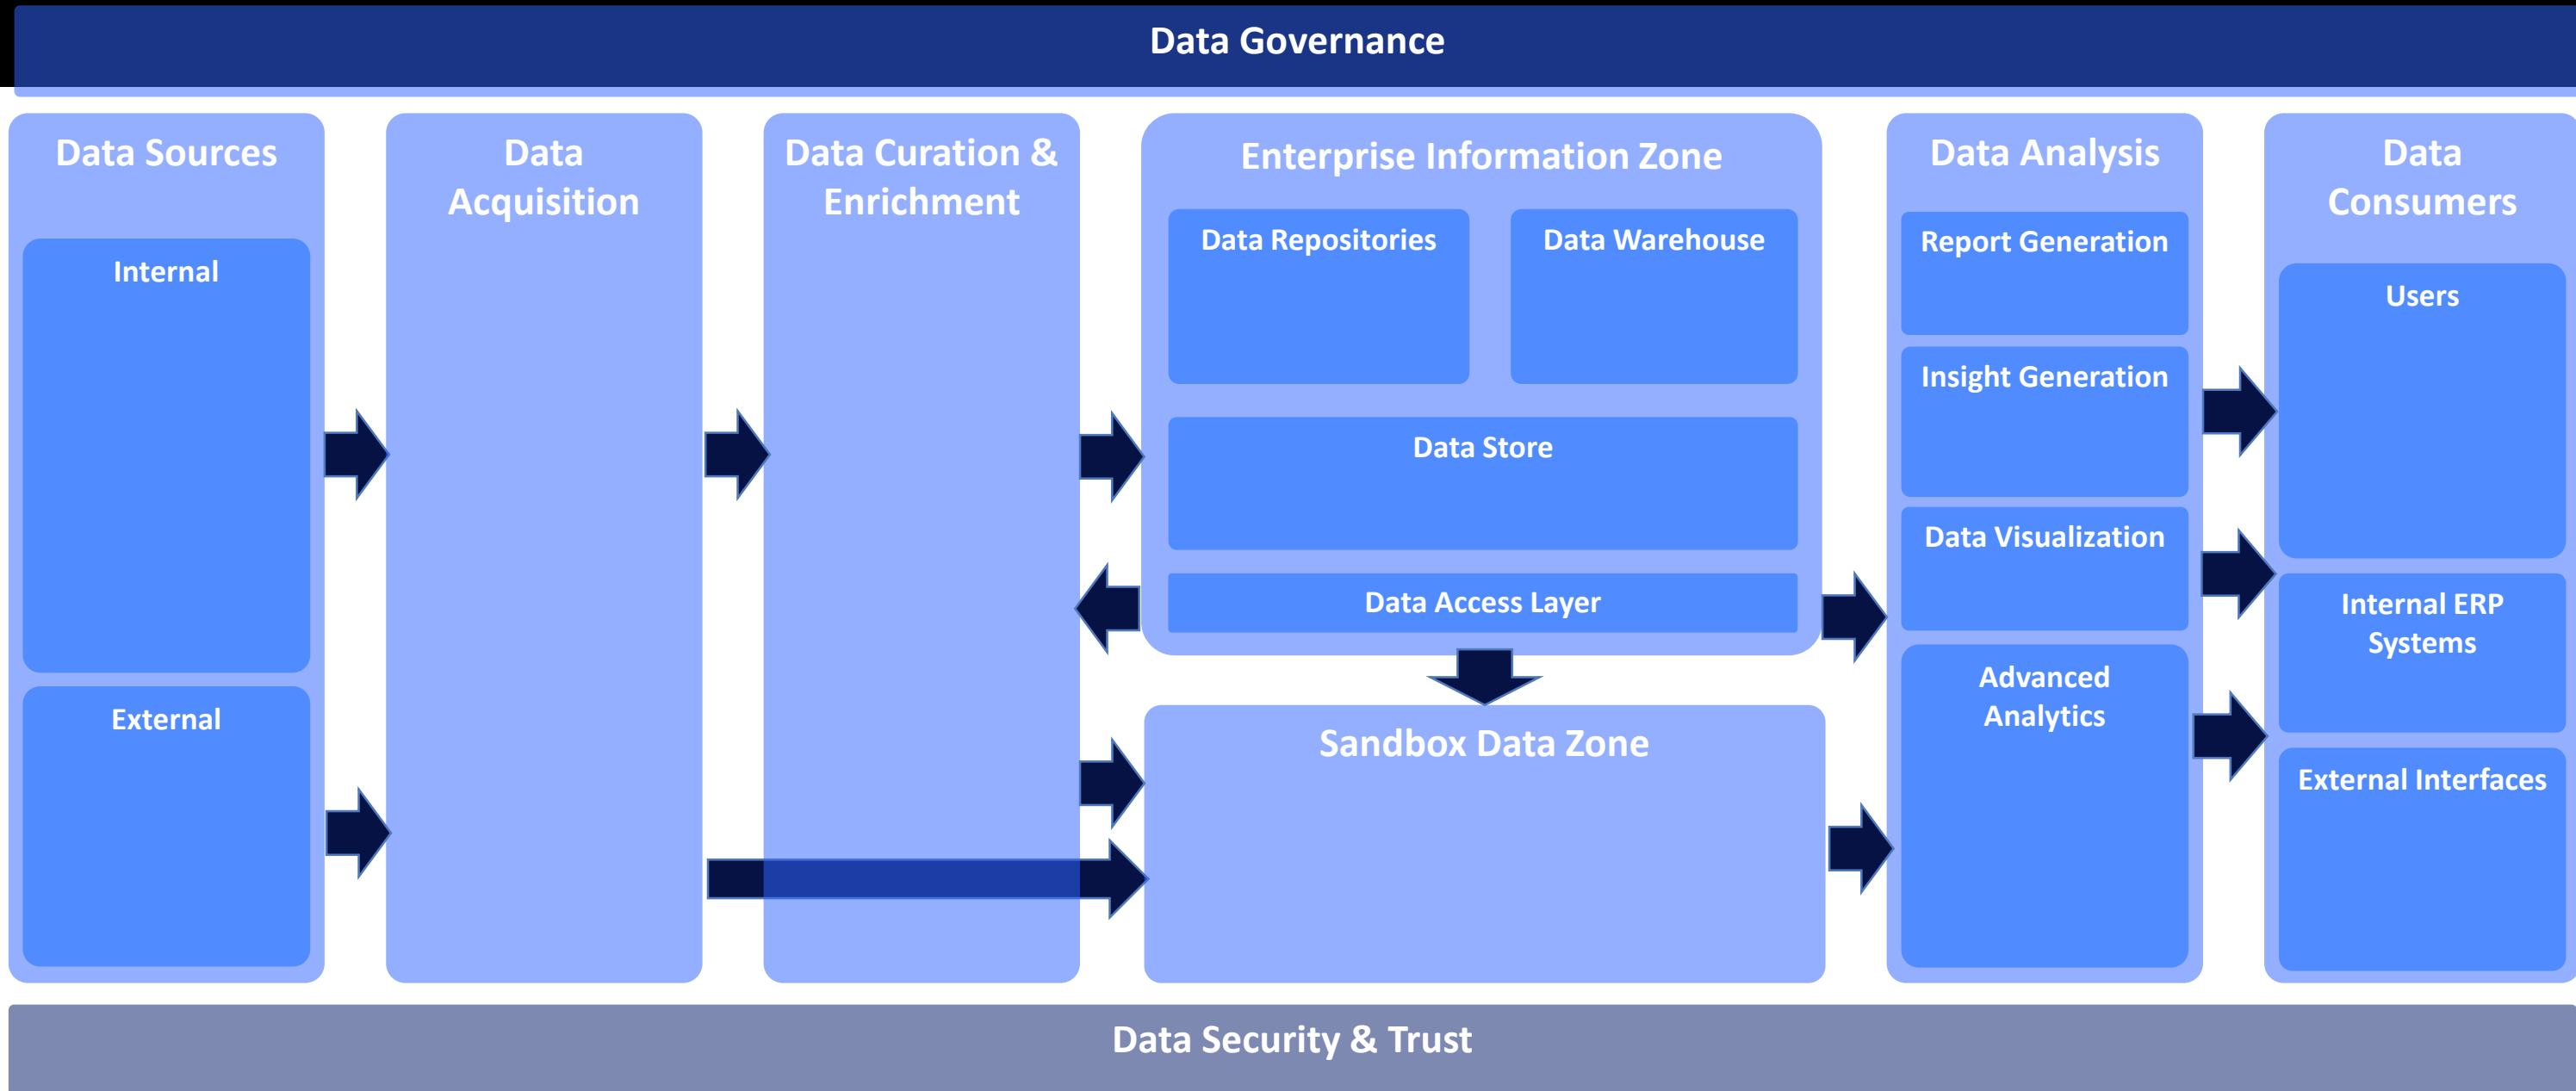 Data Governance
Data Sources
Internal
External
Data
Acquisition
Data Curation &
Enrichment
Enterprise Information Zone
Data Repositories
Data Warehouse
Data Store
Data Access Layer
Sandbox Data Zone
Data Analysis
Report Generation
Insight Generation
Data Visualization
Advanced
Analytics
Data
Consumers
Users
Internal ERP
Systems
External Interfaces
Data Security & Trust